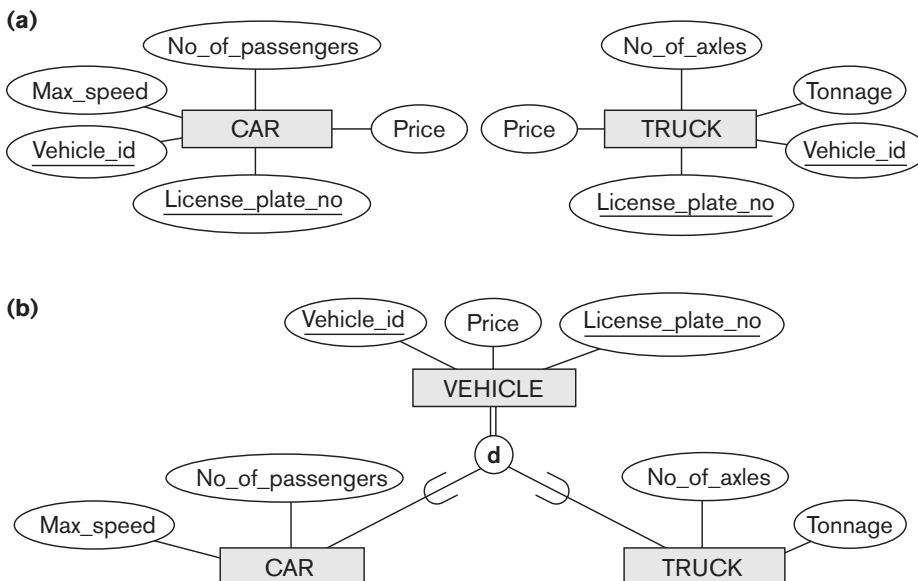 (a)
No_of_passengers
No_of_axles
Max_speed
Tonnage
CAR
Price
Price
TRUCK
Vehicle_id
Vehicle_id
License_plate_no
License_plate_no
(b)
Vehicle_id
Price
License_plate_no
VEHICLE
d
No_of_passengers
No_of_axles
Max_speed
Tonnage
CAR
TRUCK